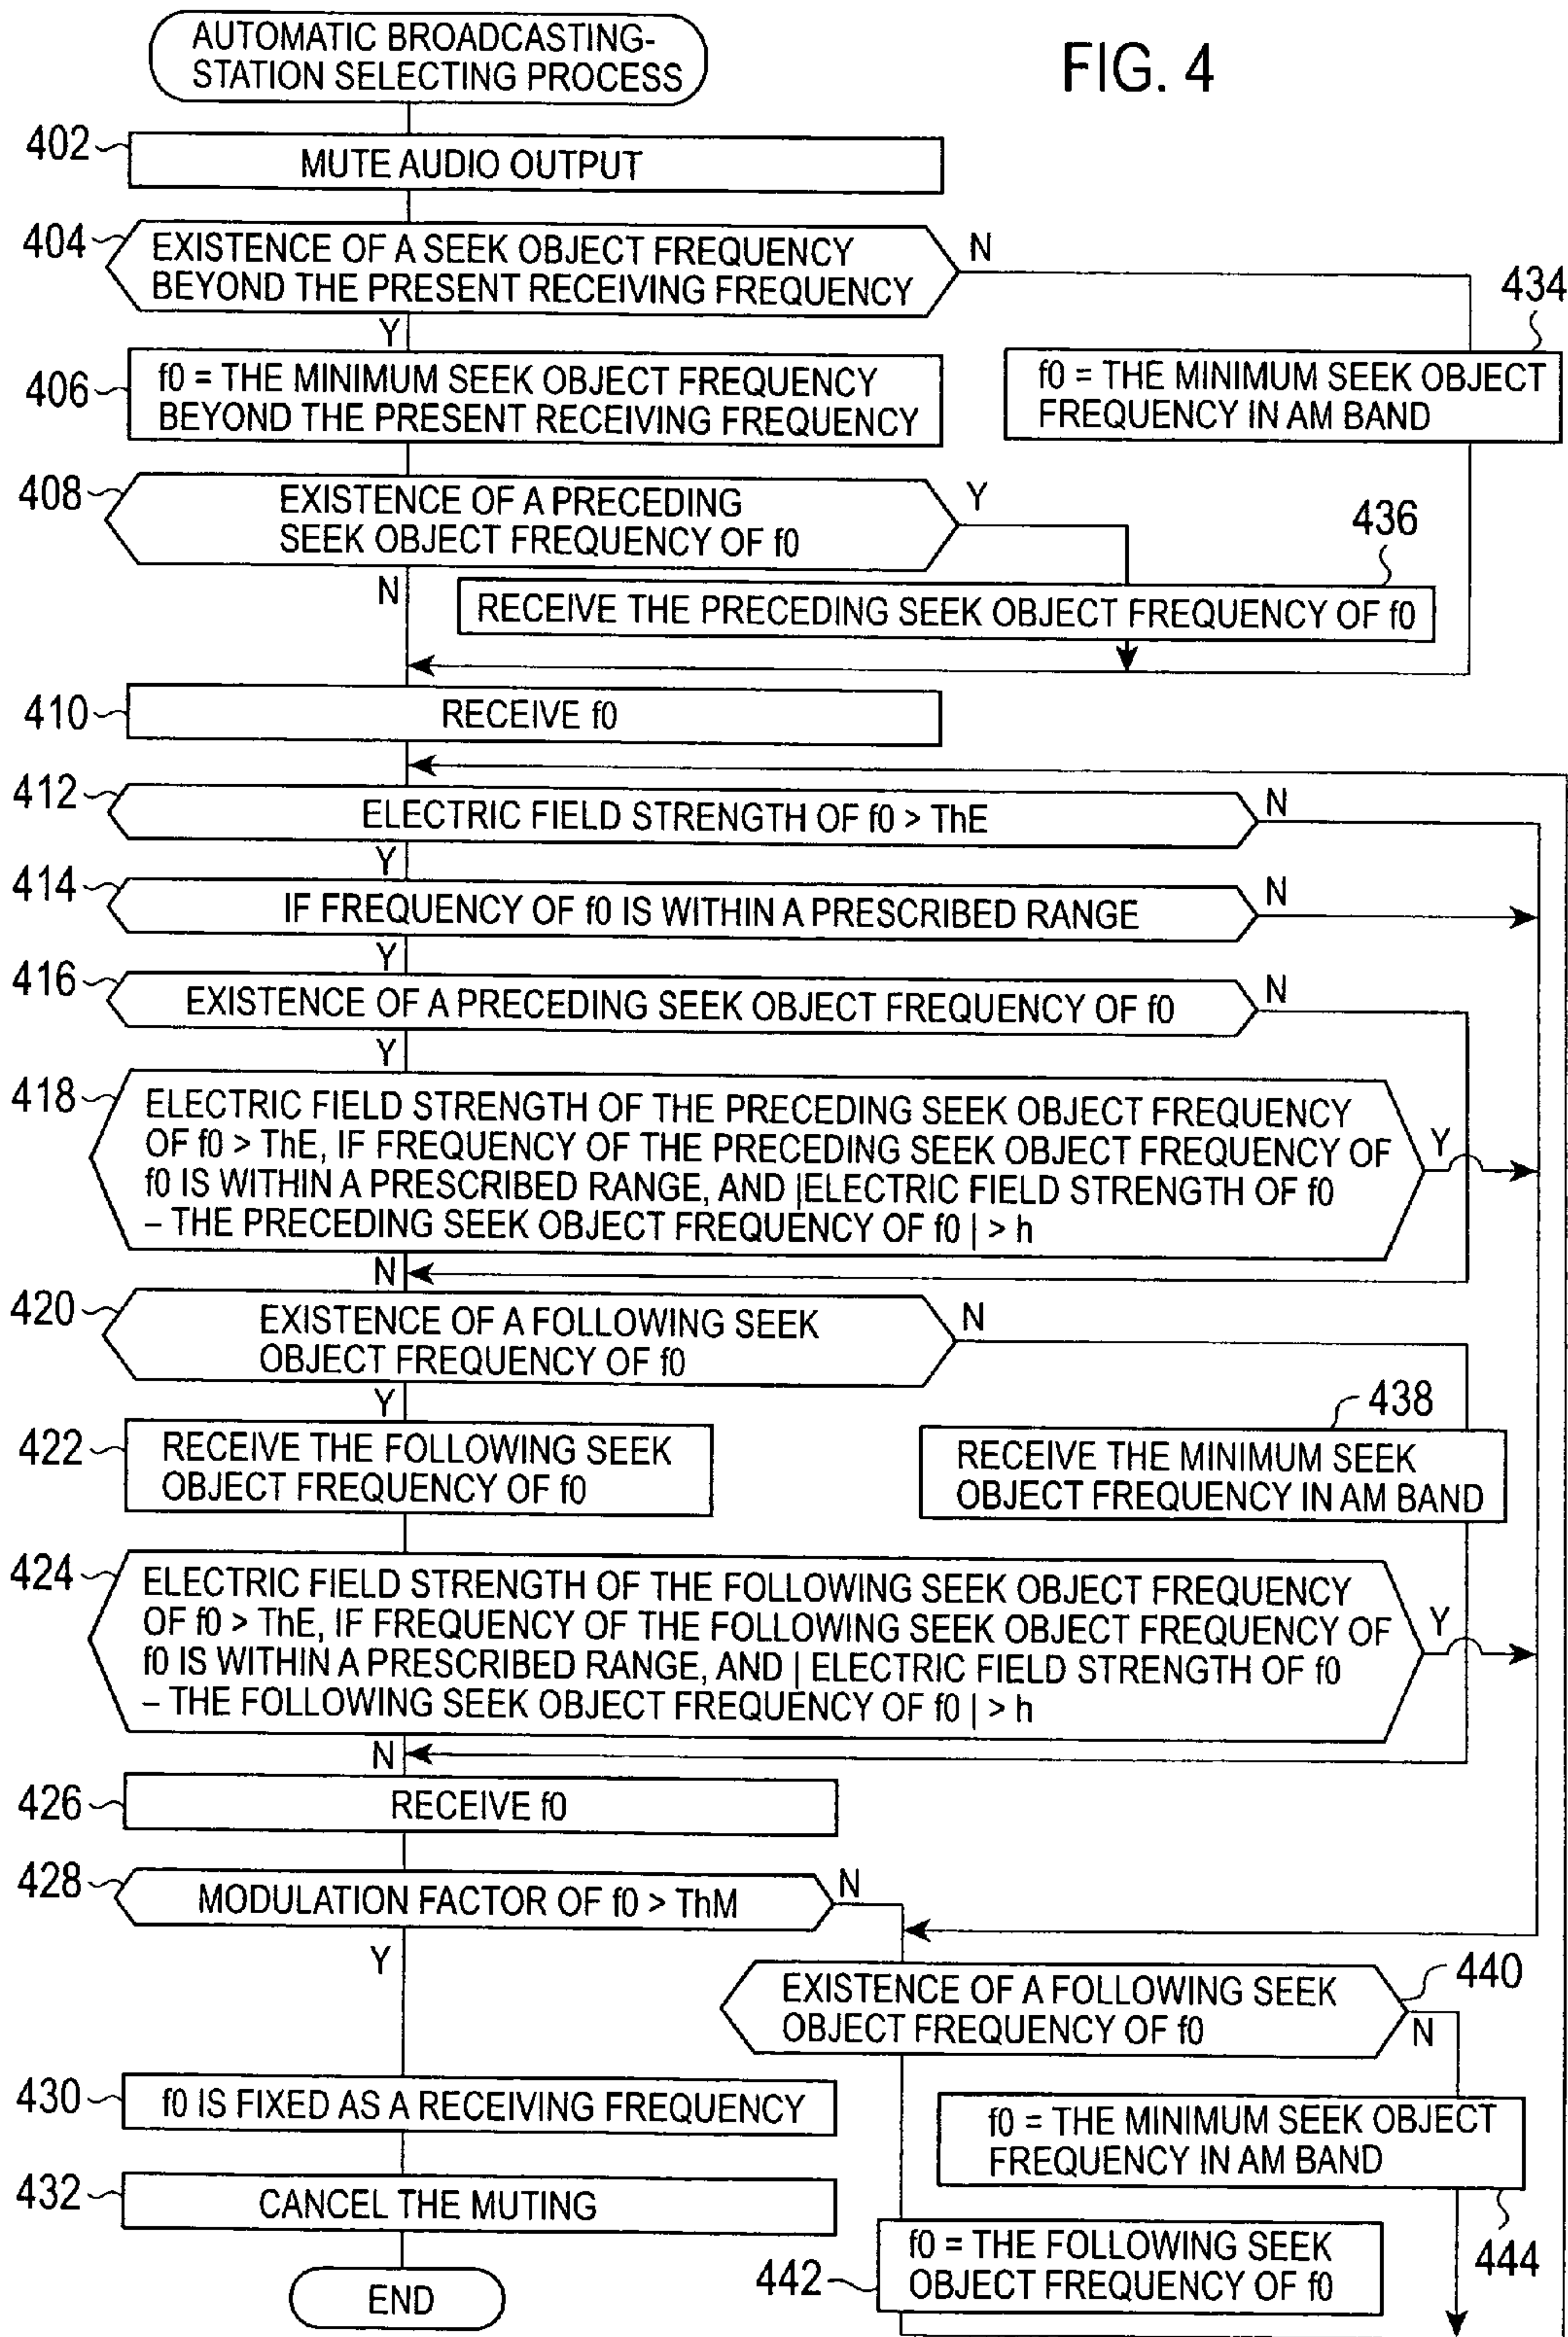 AUTOMATIC BROADCASTING-
STATION SELECTING PROCESS
FIG. 4
402
MUTE AUDIO OUTPUT
404
EXISTENCE OF A SEEK OBJECT FREQUENCY
BEYOND THE PRESENT RECEIVING FREQUENCY
N
Y
434
406
f0 = THE MINIMUM SEEK OBJECT FREQUENCY
BEYOND THE PRESENT RECEIVING FREQUENCY
f0 = THE MINIMUM SEEK OBJECT
FREQUENCY IN AM BAND
408
EXISTENCE OF A PRECEDING
SEEK OBJECT FREQUENCY OF f0
Y
N
436
RECEIVE THE PRECEDING SEEK OBJECT FREQUENCY OF f0
410
RECEIVE f0
412
ELECTRIC FIELD STRENGTH OF f0 > ThE
N
Y
414
IF FREQUENCY OF f0 IS WITHIN A PRESCRIBED RANGE
N
Y
416
EXISTENCE OF A PRECEDING SEEK OBJECT FREQUENCY OF f0
N
Y
418
ELECTRIC FIELD STRENGTH OF THE PRECEDING SEEK OBJECT FREQUENCY
OF f0 > ThE, IF FREQUENCY OF THE PRECEDING SEEK OBJECT FREQUENCY OF
f0 IS WITHIN A PRESCRIBED RANGE, AND |ELECTRIC FIELD STRENGTH OF f0
– THE PRECEDING SEEK OBJECT FREQUENCY OF f0 | > h
Y
N
420
EXISTENCE OF A FOLLOWING SEEK
OBJECT FREQUENCY OF f0
N
Y
422
RECEIVE THE FOLLOWING SEEK
OBJECT FREQUENCY OF f0
438
RECEIVE THE MINIMUM SEEK
OBJECT FREQUENCY IN AM BAND
424
ELECTRIC FIELD STRENGTH OF THE FOLLOWING SEEK OBJECT FREQUENCY
OF f0 > ThE, IF FREQUENCY OF THE FOLLOWING SEEK OBJECT FREQUENCY OF
f0 IS WITHIN A PRESCRIBED RANGE, AND | ELECTRIC FIELD STRENGTH OF f0
– THE FOLLOWING SEEK OBJECT FREQUENCY OF f0 | > h
Y
N
426
RECEIVE f0
428
MODULATION FACTOR OF f0 > ThM
N
Y
440
EXISTENCE OF A FOLLOWING SEEK
OBJECT FREQUENCY OF f0
N
430
f0 IS FIXED AS A RECEIVING FREQUENCY
f0 = THE MINIMUM SEEK OBJECT
FREQUENCY IN AM BAND
444
432
CANCEL THE MUTING
442
f0 = THE FOLLOWING SEEK
OBJECT FREQUENCY OF f0
END